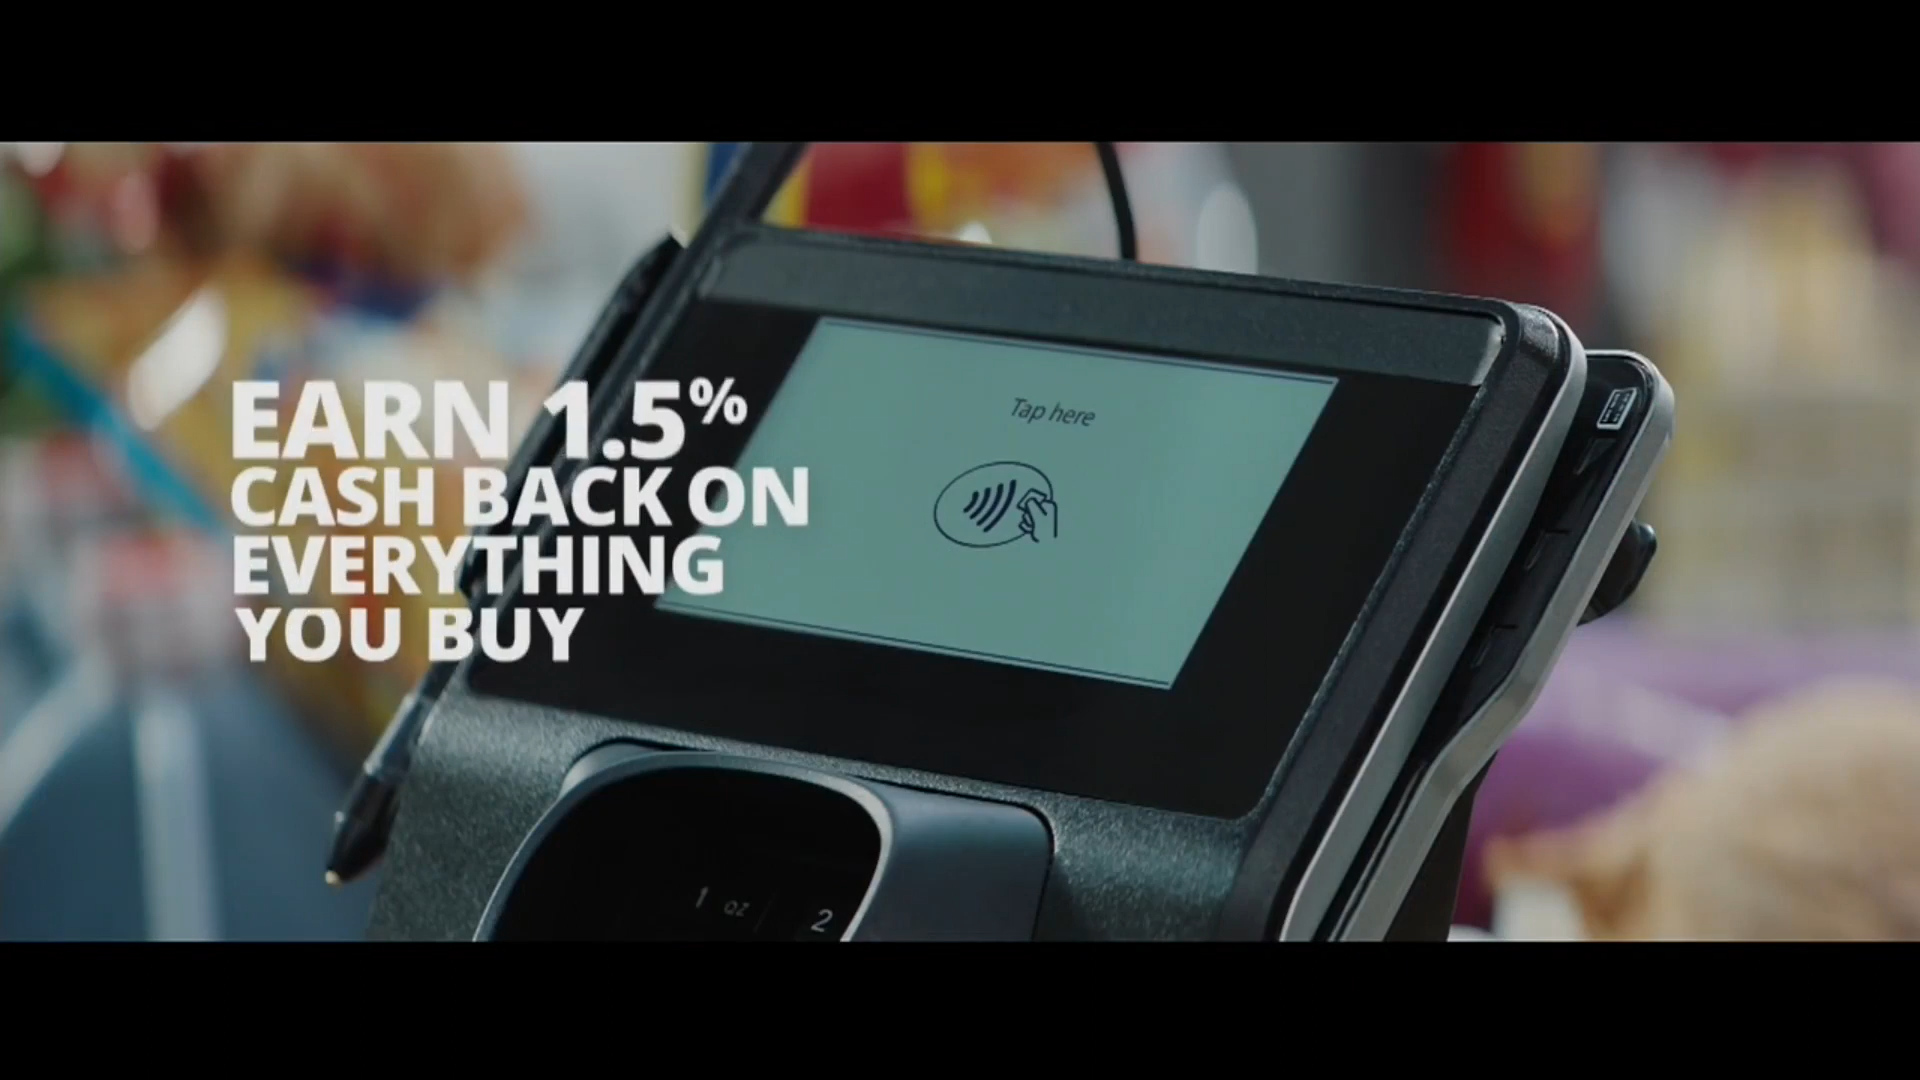 EARN 1.5%
CASH BACK ON
EVERYTHING
YOU BUY
Tap here
1 QZ 2